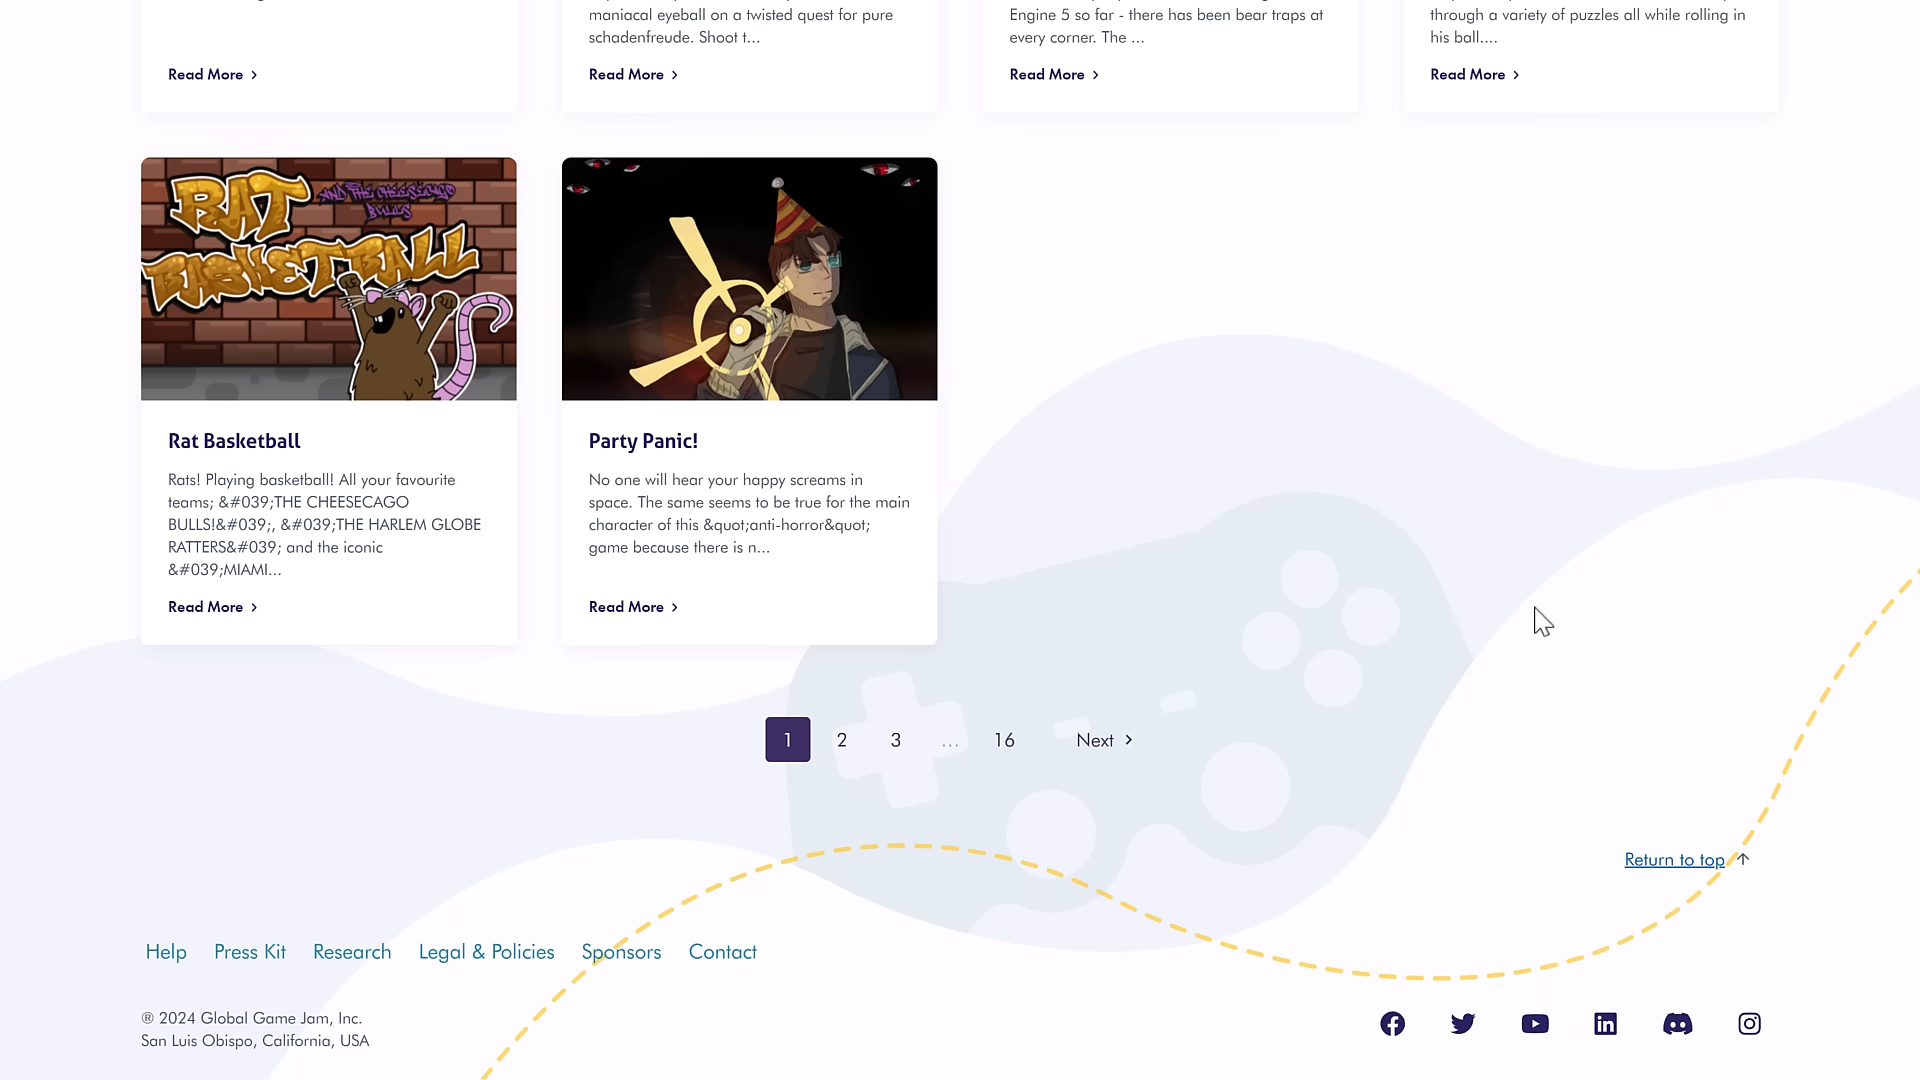 maniacal eyeball on a twisted quest for pure
schadenfreude. Shoot t...
Read More
Engine 5 so far - there has been bear traps at
every corner. The ...
Read More
through a variety of puzzles all while rolling in
his ball....
Read More
Read More
RAT
AND THE CHEESECAGO
BULLS
BASKETBALL
Rat Basketball
Rats! Playing basketball! All your favourite
teams; &#039;THE CHEESECAGO
BULLS!&#039;, &#039;THE HARLEM GLOBE
RATTERS&#039; and the iconic
&#039;MIAMI...
Read More
Party Panic!
No one will hear your happy screams in
space. The same seems to be true for the main
character of this &quot;anti-horror&quot;
game because there is n...
Read More
1 2 3 ... 16 Next
Return to top
Help Press Kit Research Legal & Policies Sponsors Contact
® 2024 Global Game Jam, Inc.
San Luis Obispo, California, USA